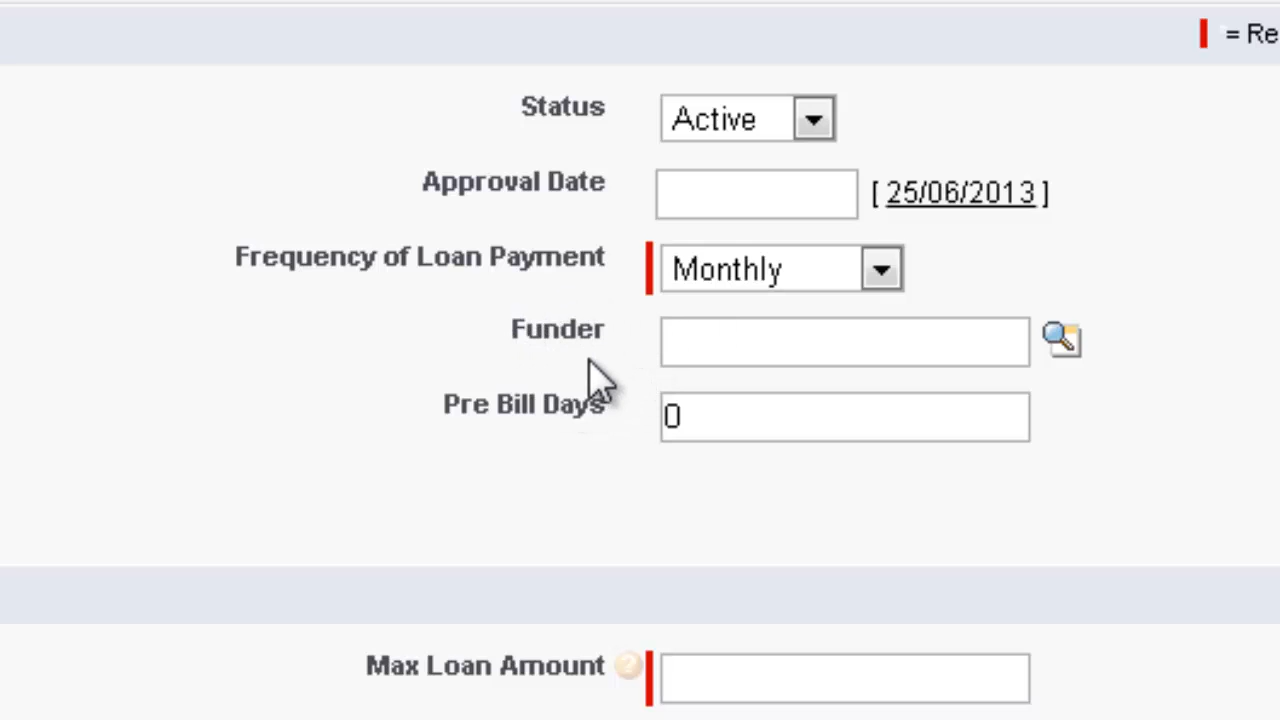 = Re
Status Active
Approval Date [ 25/06/2013 ]
Frequency of Loan Payment Monthly
Funder
Pre Bill Days 0
Max Loan Amount